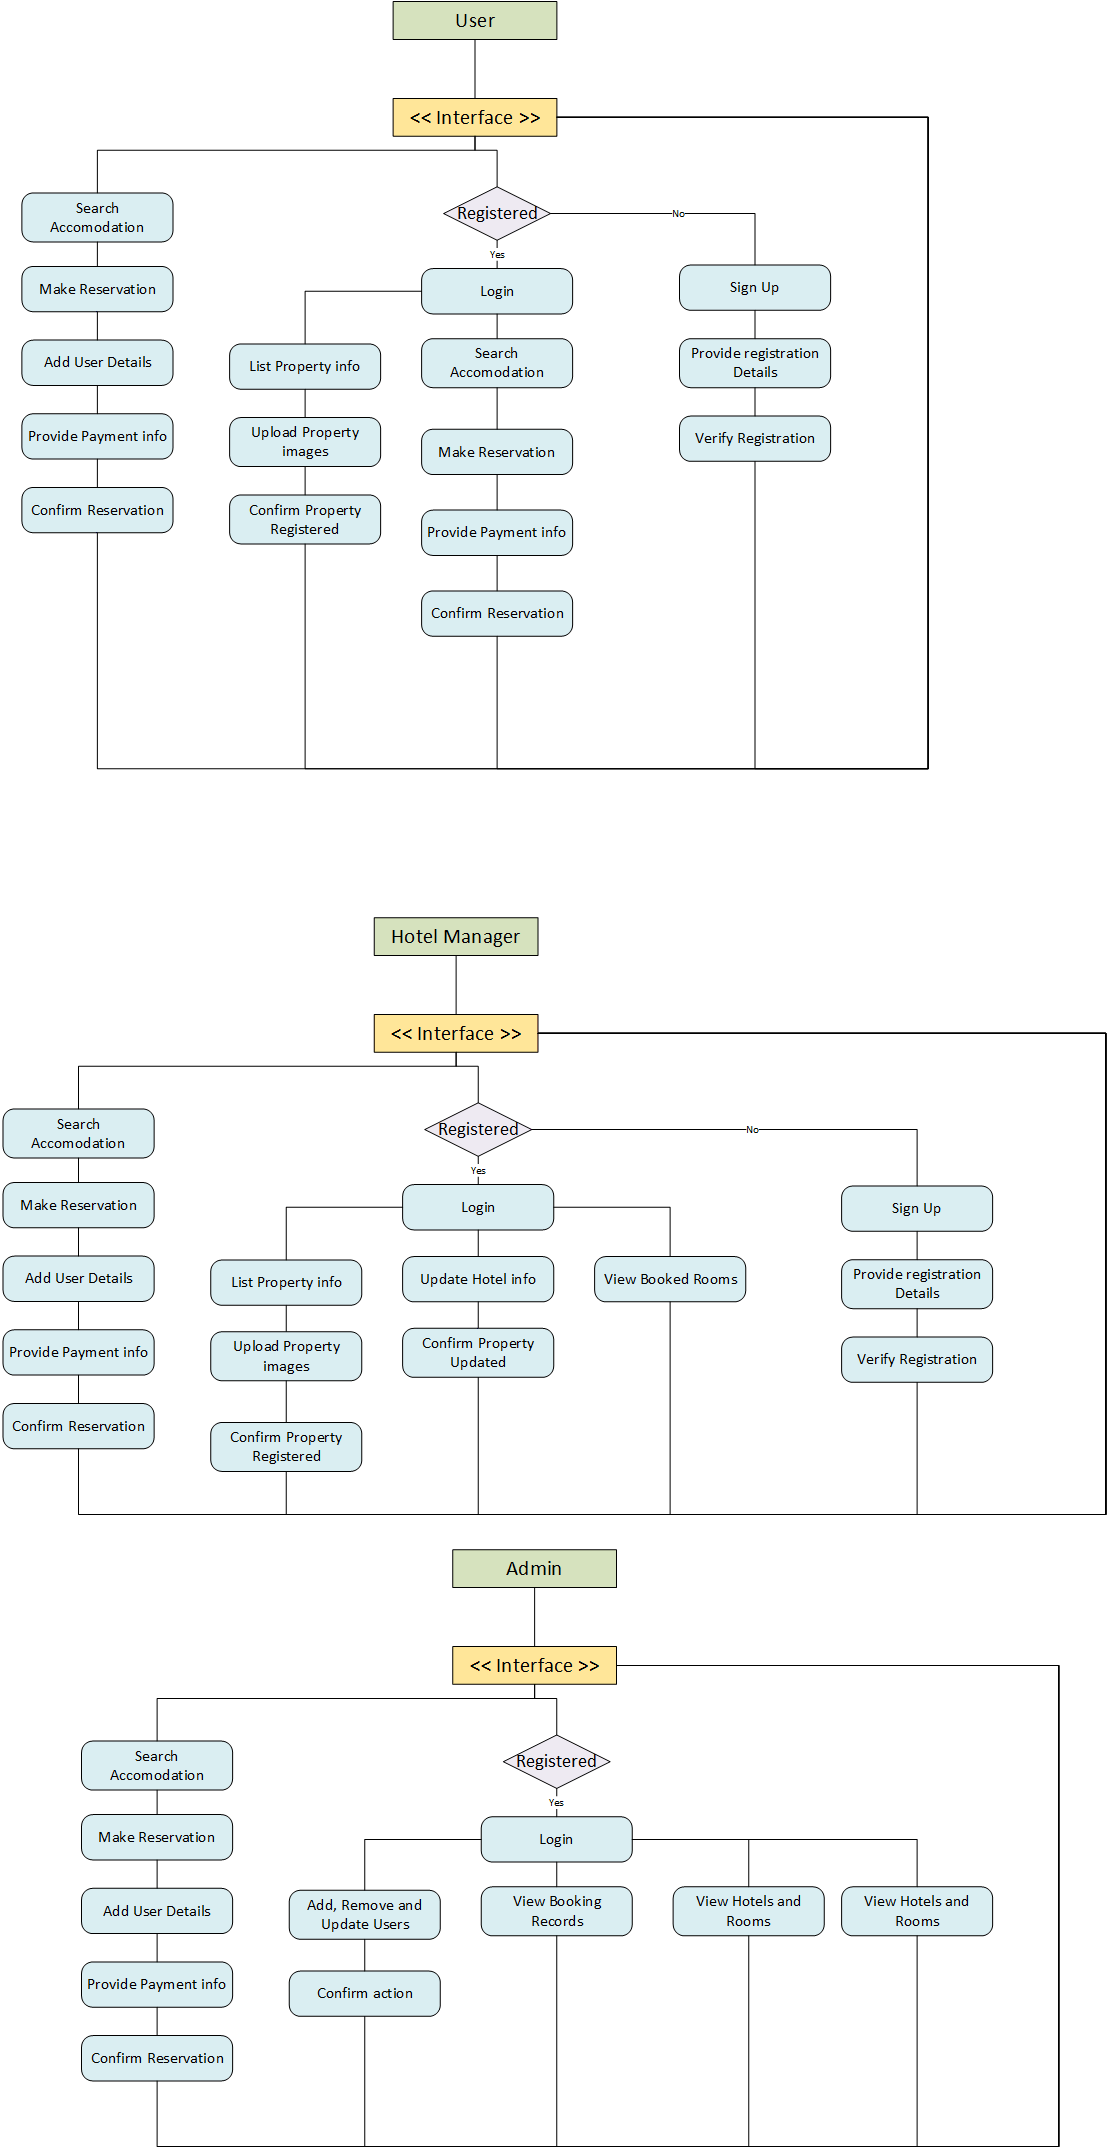 User
<< Interface >>
Search
Accomodation
Make Reservation
Add User Details
Provide Payment info
Confirm Reservation
Registered
No
Yes
Login
List Property info
Upload Property
images
Confirm Property
Registered
Search
Accomodation
Make Reservation
Provide Payment info
Confirm Reservation
Sign Up
Provide registration
Details
Verify Registration
Hotel Manager
<< Interface >>
Search
Accomodation
Make Reservation
Add User Details
Provide Payment info
Confirm Reservation
Registered
No
Yes
Login
List Property info
Upload Property
images
Confirm Property
Registered
Update Hotel info
Confirm Property
Updated
View Booked Rooms
Sign Up
Provide registration
Details
Verify Registration
Admin
<< Interface >>
Search
Accomodation
Make Reservation
Add User Details
Provide Payment info
Confirm Reservation
Registered
Yes
Login
Add, Remove and
Update Users
Confirm action
View Booking
Records
View Hotels and
Rooms
View Hotels and
Rooms